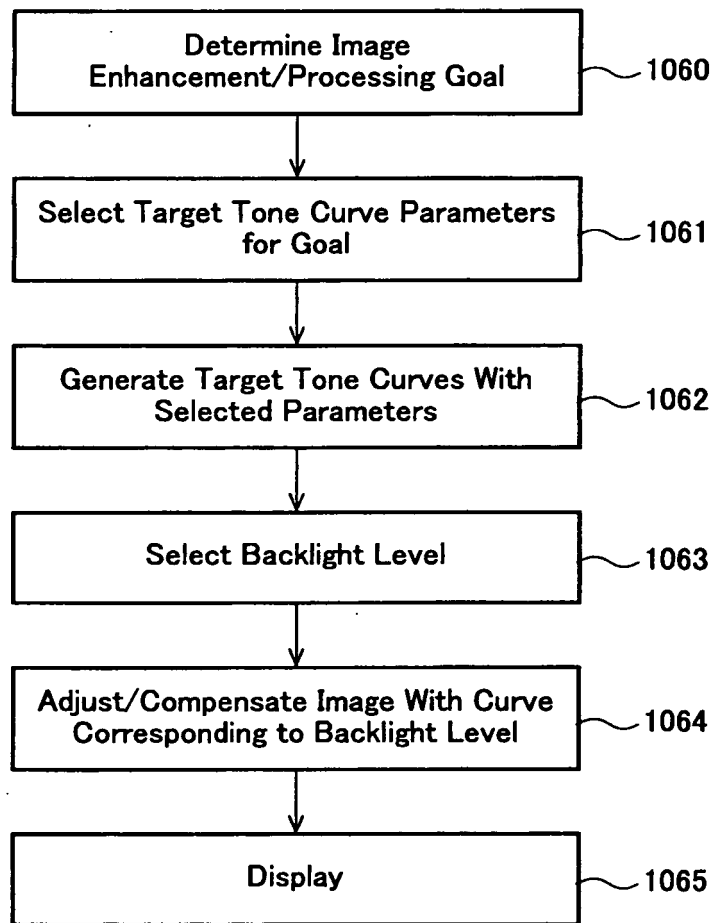 Determine Image
Enhancement/Processing Goal
1060
Select Target Tone Curve Parameters
for Goal
1061
Generate Target Tone Curves With
Selected Parameters
1062
Select Backlight Level
1063
Adjust/Compensate Image With Curve
Corresponding to Backlight Level
1064
Display
1065